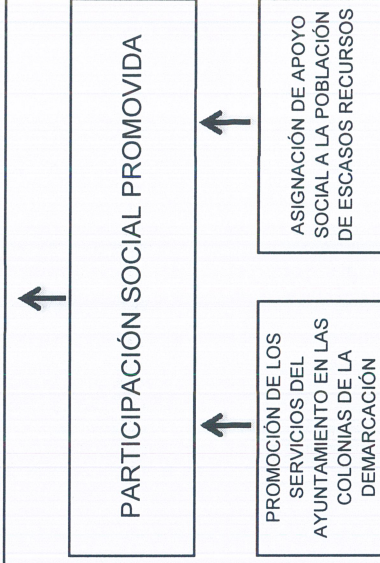 PARTICIPACIÓN SOCIAL PROMOVIDA
PROMOCIÓN DE LOS
SERVICIOS DEL
AYUNTAMIENTO EN LAS
COLONIAS DE LA
DEMARCACIÓN
ASIGNACIÓN DE APOYO
SOCIAL A LA POBLACIÓN
DE ESCASOS RECURSOS